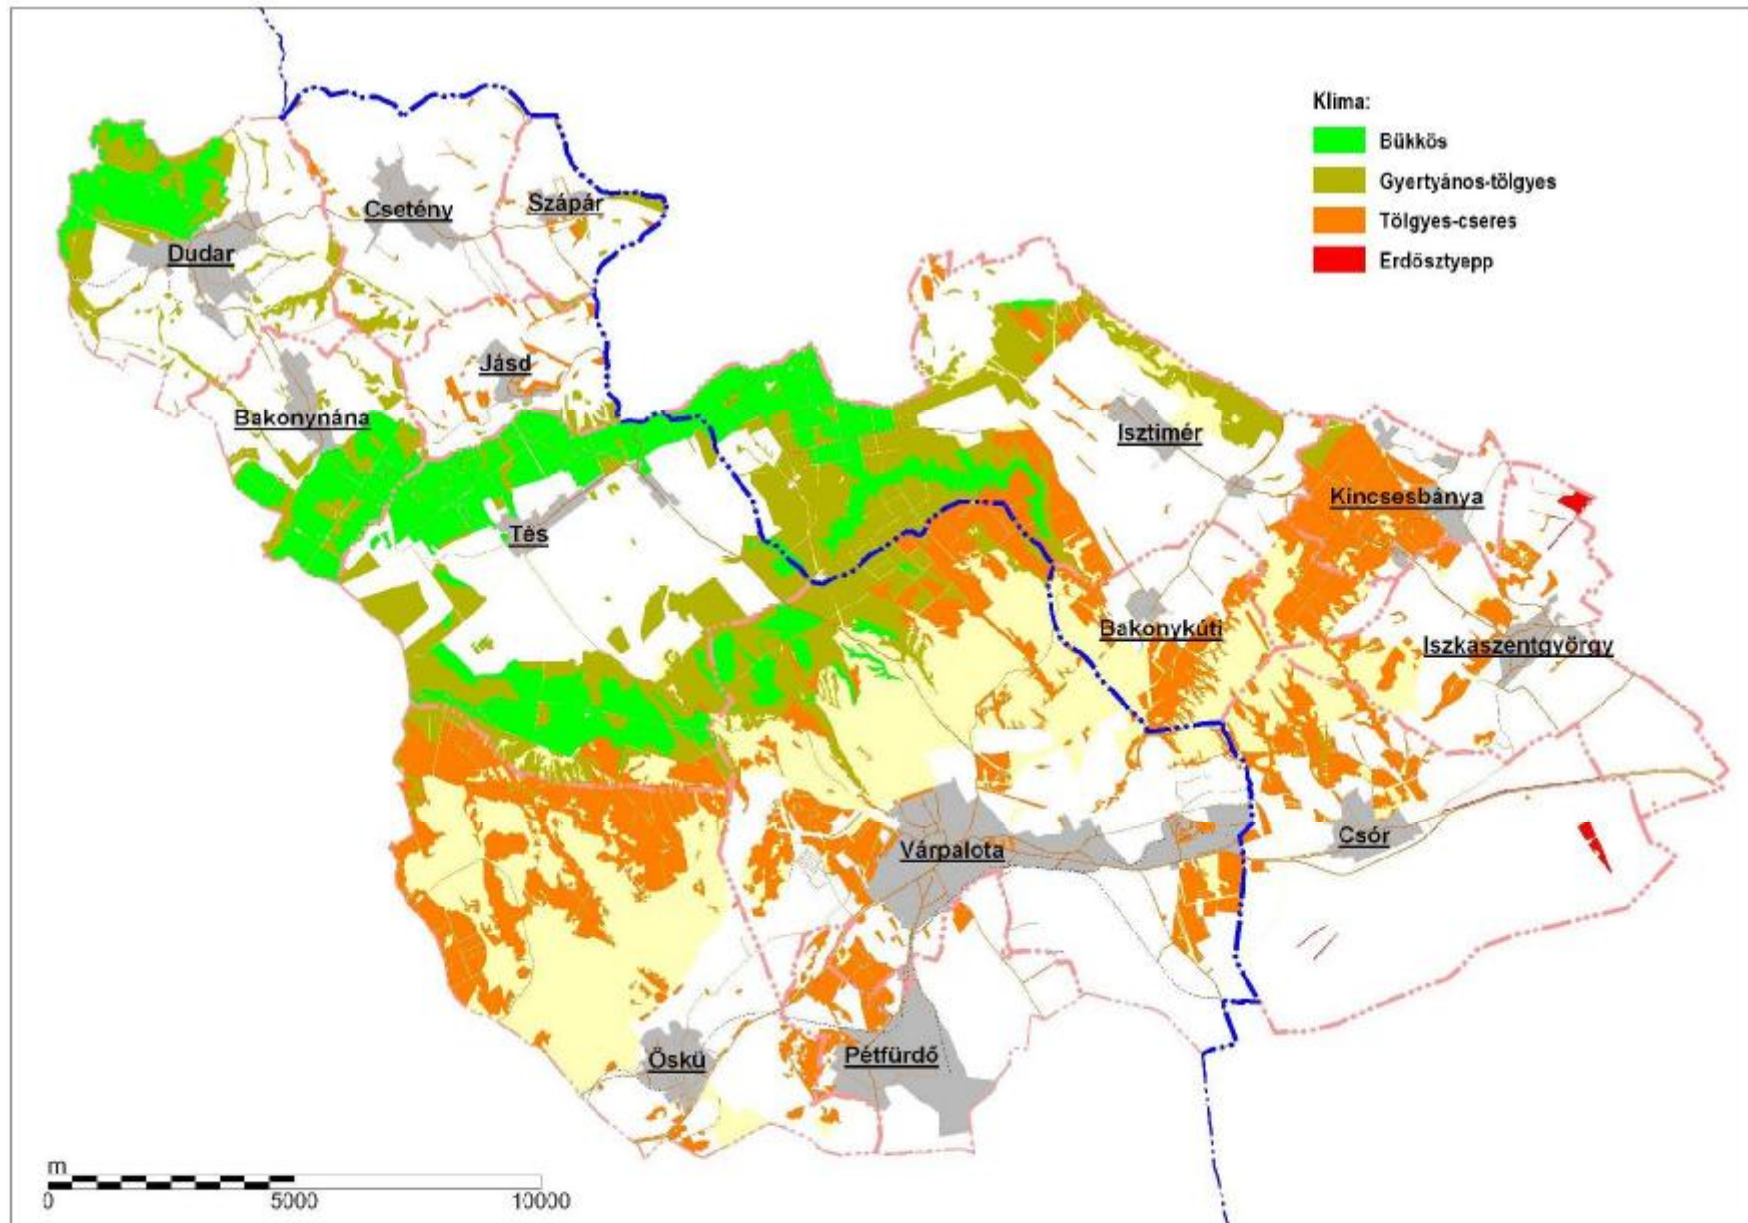 Klima:
Bükkös
Gyertyános-tölgyes
Tölgyes-cseres
Erdősztyepp
Csetény
Szápár
Dudar
Jásd
Bakonynána
Isztimér
Kincsesbánya
Tés
Bakonykúti
Iszkaszentgyörgy
Várpalota
Csór
Öskü
Pétfürdő
m
0 5000 10000